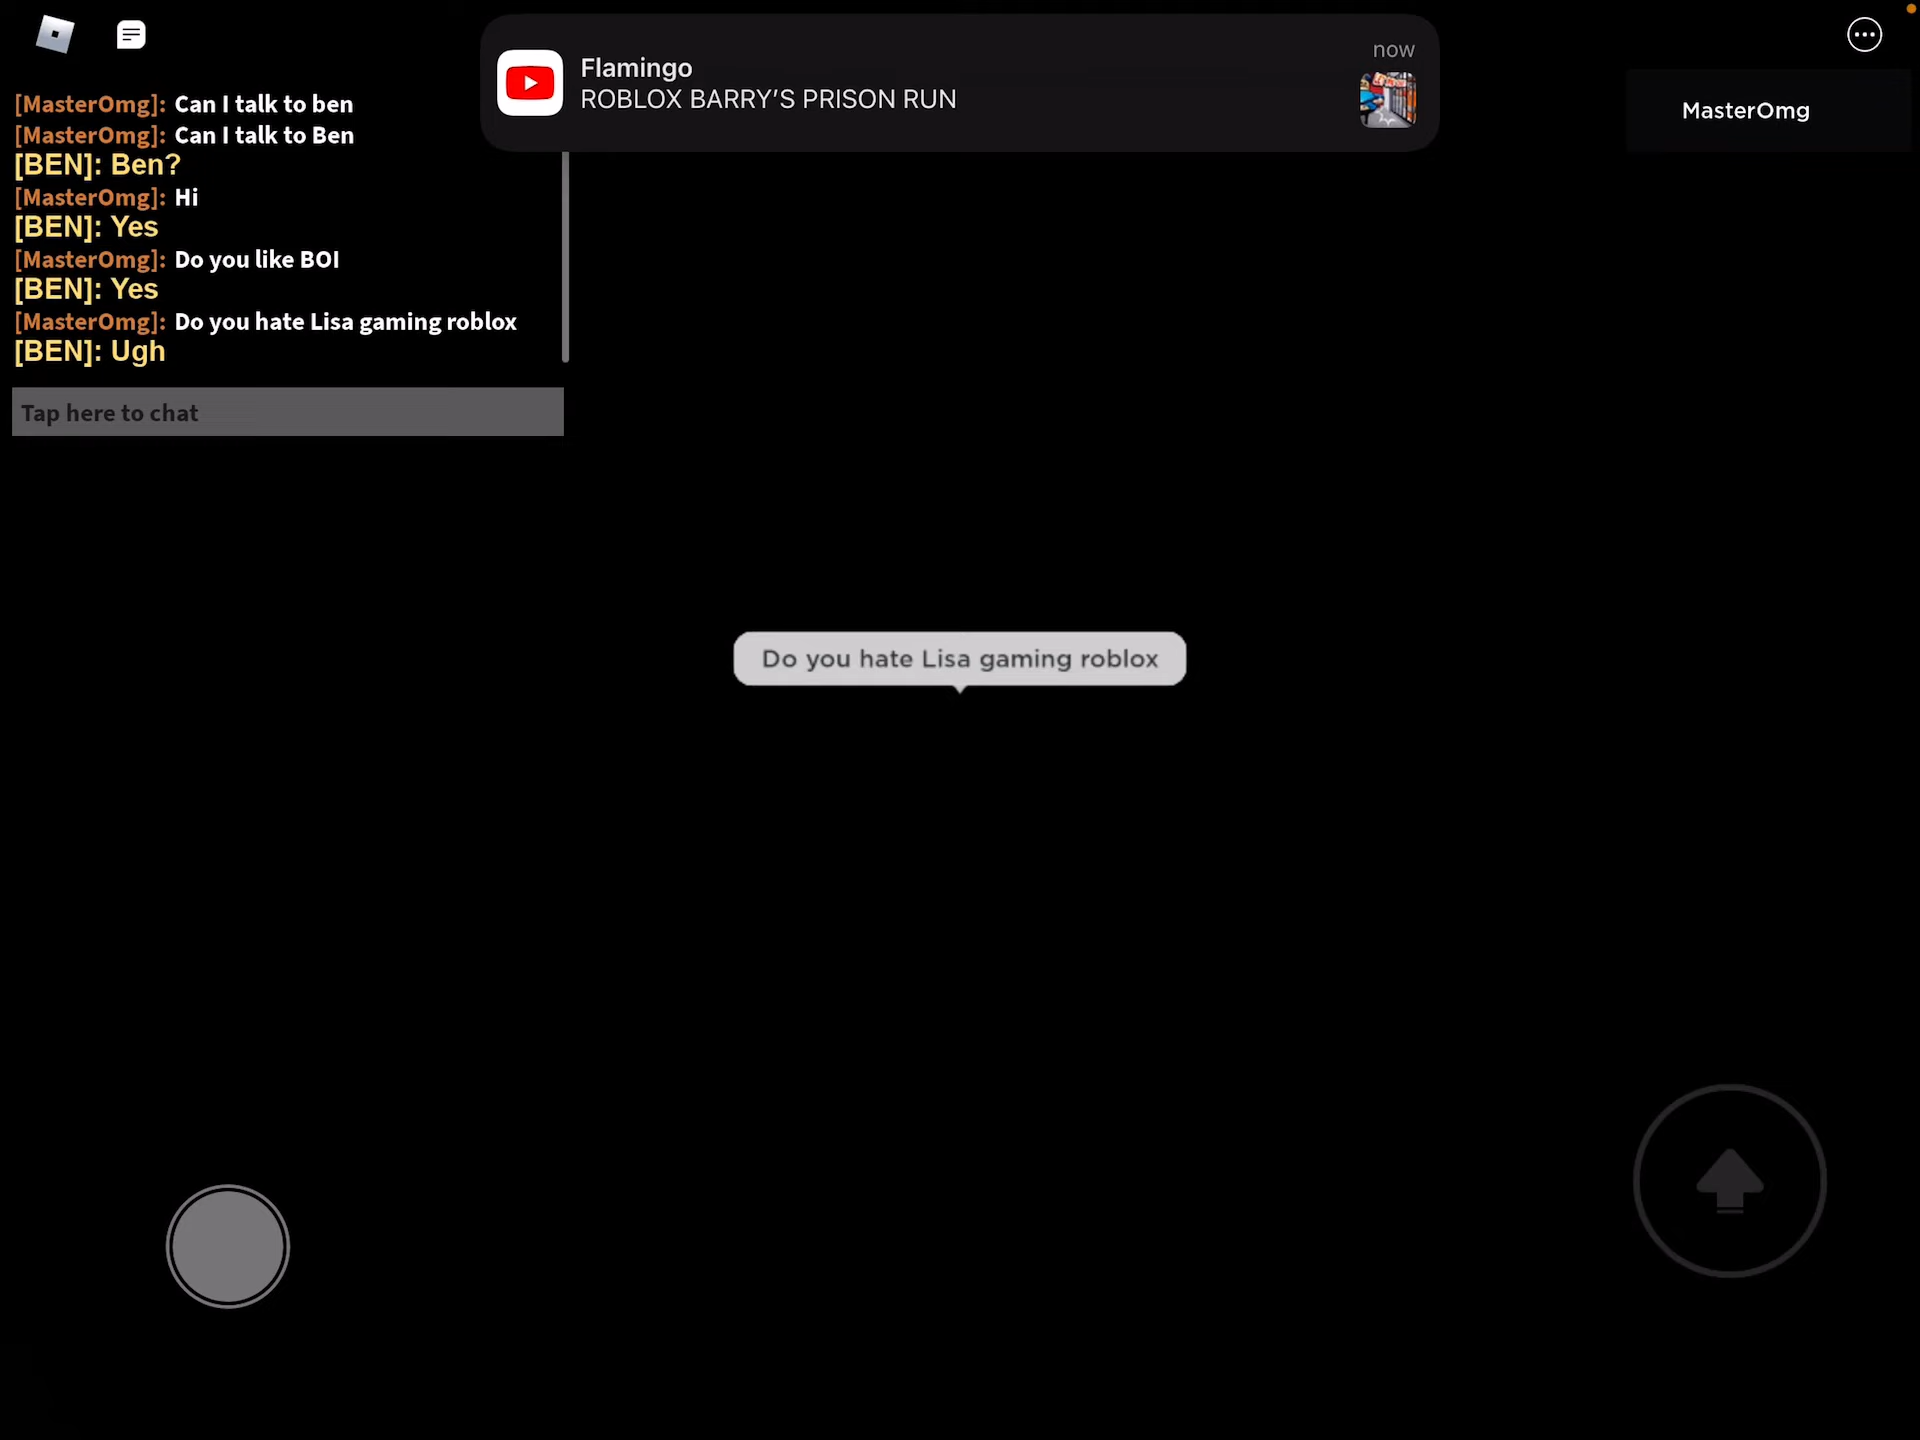 Flamingo
now
ROBLOX BARRY'S PRISON RUN
MasterOmg
[MasterOmg]: Can I talk to ben
[MasterOmg]: Can I talk to Ben
[BEN]: Ben?
[MasterOmg]: Hi
[BEN]: Yes
[MasterOmg]: Do you like BOI
[BEN]: Yes
[MasterOmg]: Do you hate Lisa gaming roblox
[BEN]: Ugh
Tap here to chat
Do you hate Lisa gaming roblox